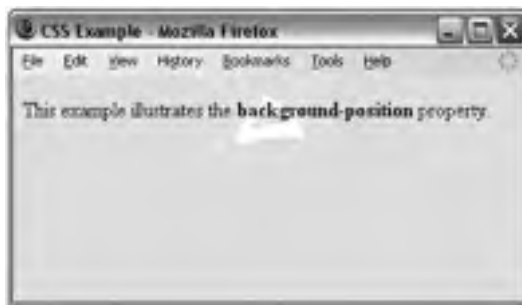 CSS Example - Mozilla Firefox
File Edit View History Bookmarks Tools Help
This example illustrates the background-position property.